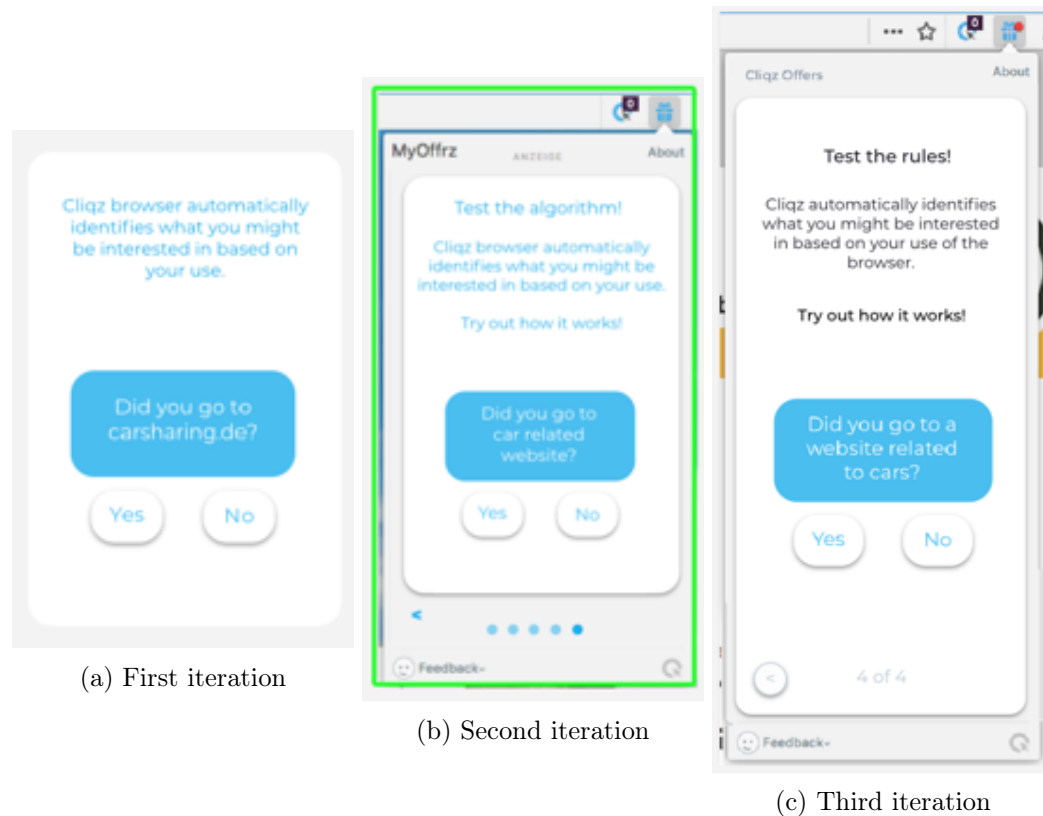 Cliqz browser automatically
identifies what you might
be interested in based on
your use.
Did you go to
carsharing.de?
Yes No
(a) First iteration
0
MyOffrz ANZEIGE About
Test the algorithm!
Cliqz browser automatically
identifies what you might be
interested in based on your use.
Try out how it works!
Did you go to
car related
website?
Yes No
<
Feedback
(b) Second iteration
0
Cliqz Offers About
Test the rules!
Cliqz automatically identifies
what you might be interested
in based on your use of the
browser.
Try out how it works!
Did you go to a
website related
to cars?
Yes No
< 4 of 4
Feedback
(c) Third iteration